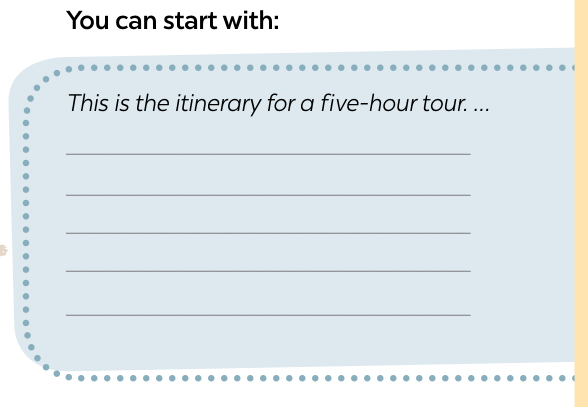 You can start with:
This is the itinerary for a five-hour tour. ...